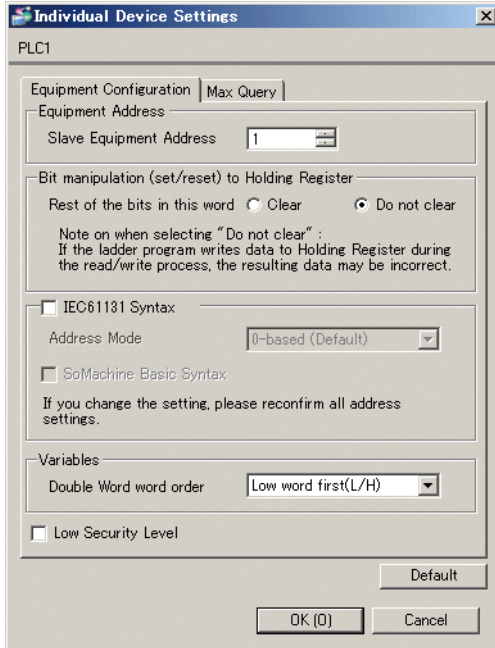 Individual Device Settings
PLC1
Equipment Configuration
Max Query
Equipment Address
Slave Equipment Address
1
Bit manipulation (set/reset) to Holding Register
Rest of the bits in this word
Clear
Do not clear
Note on when selecting "Do not clear" :
If the ladder program writes data to Holding Register during
the read/write process, the resulting data may be incorrect.
IEC61131 Syntax
Address Mode
0-based (Default)
SoMachine Basic Syntax
If you change the setting, please reconfirm all address
settings.
Variables
Double Word word order
Low word first(L/H)
Low Security Level
Default
OK (O)
Cancel